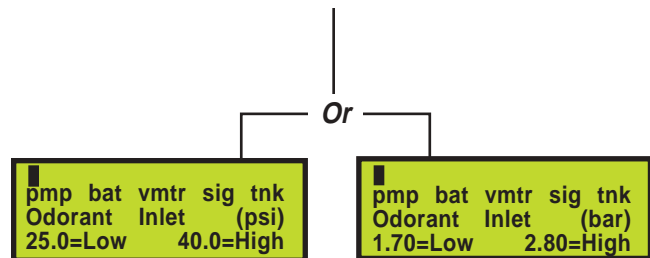 Or
pmp bat vmtr sig tnk
Odorant Inlet (psi)
25.0=Low 40.0=High
pmp bat vmtr sig tnk
Odorant Inlet (bar)
1.70=Low 2.80=High